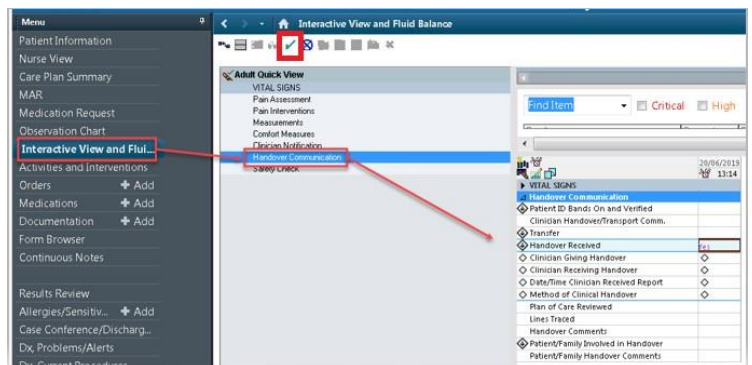 Menu
Patient Information
Nurse View
Care Plan Summary
MAR
Medication Request
Observation Chart
Interactive View and Flui...
Activities and Interventions
Orders + Add
Medications + Add
Documentation + Add
Form Browser
Continuous Notes
Results Review
Allergies/Sensitiv... + Add
Case Conference/Discharg...
Dx, Problems/Alerts
Interactive View and Fluid Balance
Adult Quick View
VITAL SIGNS
Pain Assessment
Pain Interventions
Measurements
Comfort Measures
Clinician Notification
Handover Communication
Safety Check
Find Item
Critical
High
20/06/2019
13:14
VITAL SIGNS
Handover Communication
Patient ID Bands On and Verified
Clinician Handover/Transport Comm.
Transfer
Handover Received
Yes
Clinician Giving Handover
Clinician Receiving Handover
Date/Time Clinician Received Report
Method of Clinical Handover
Plan of Care Reviewed
Lines Traced
Handover Comments
Patient/Family Involved in Handover
Patient/Family Handover Comments